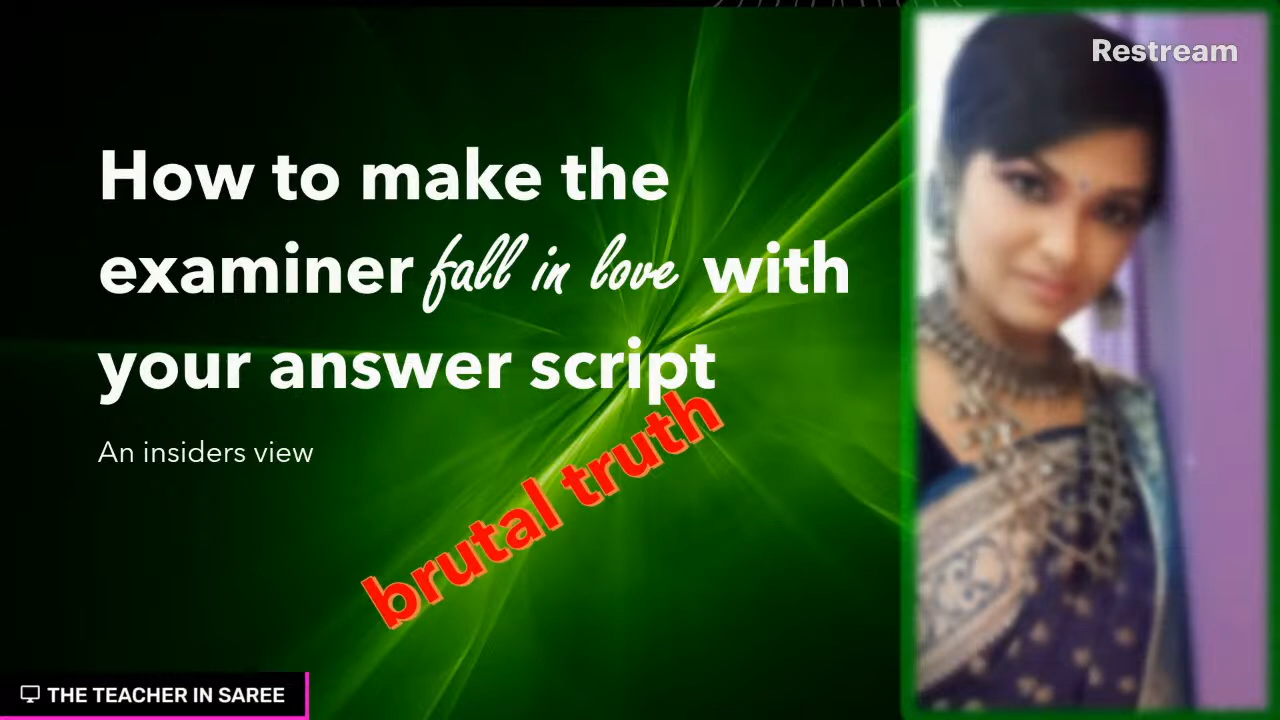 Restream
How to make the
examiner fall in love with
your answer script
An insiders view
brutal truth
THE TEACHER IN SAREE